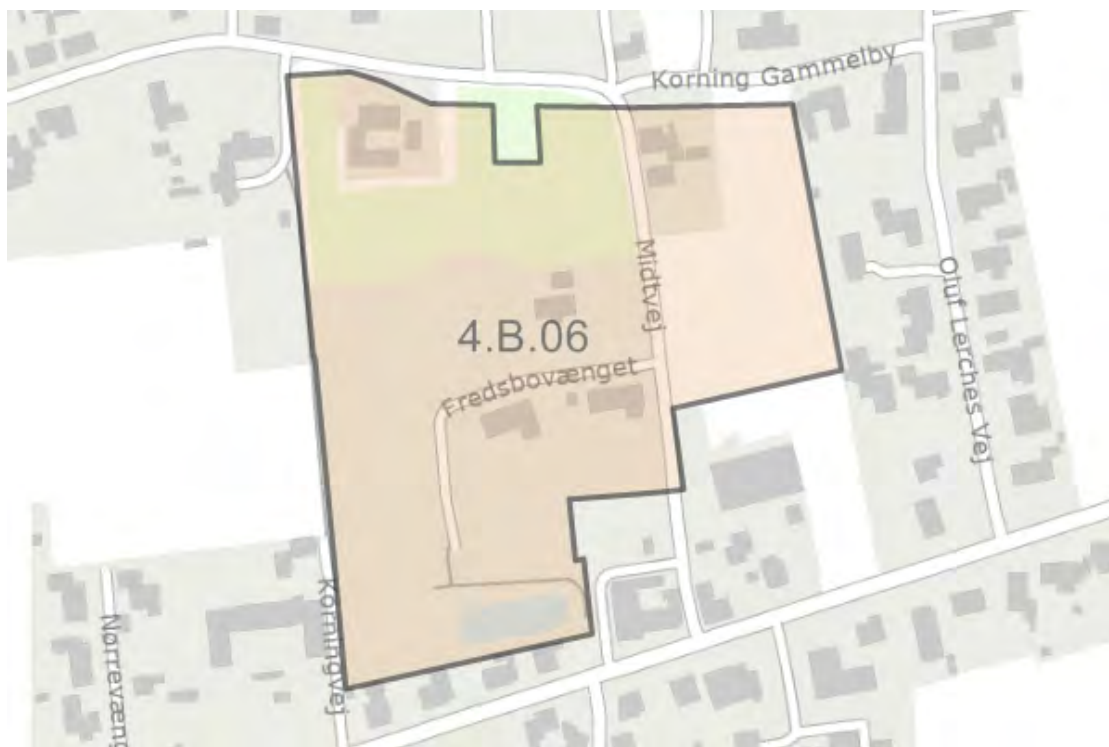 Korning Gammelby
Midtvej
Oluf Lerches Vej
4.B.06
Fredsbovænget
Korningvej
Nørrevæng